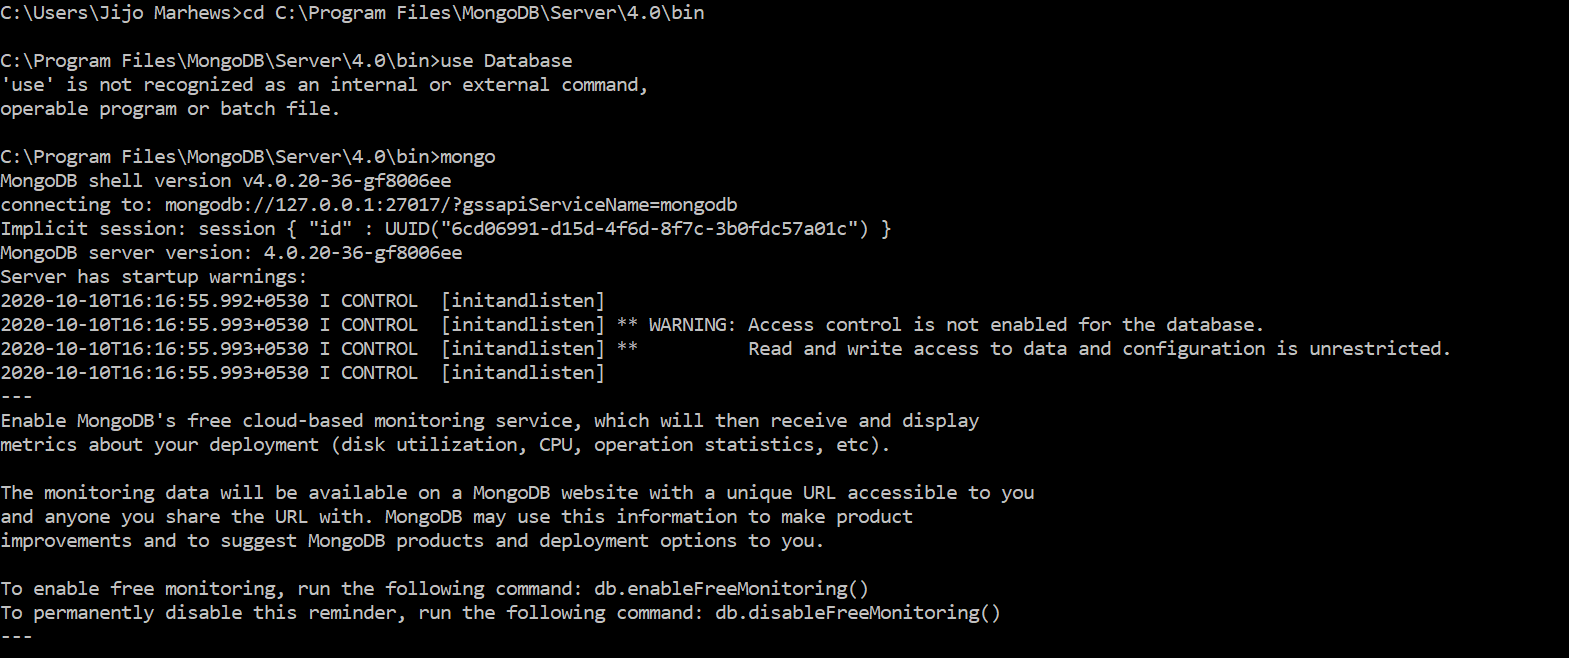 C:\Users\Jijo Marhews>cd C:\Program Files\MongoDB\Server\4.0\bin
C:\Program Files\MongoDB\Server\4.0\bin>use Database
'use' is not recognized as an internal or external command,
operable program or batch file.
C:\Program Files\MongoDB\Server\4.0\bin>mongo
MongoDB shell version v4.0.20-36-gf8006ee
connecting to: mongodb://127.0.0.1:27017/?gssapiServiceName=mongodb
Implicit session: session { "id" : UUID("6cd06991-d15d-4f6d-8f7c-3b0fdc57a01c") }
MongoDB server version: 4.0.20-36-gf8006ee
Server has startup warnings:
2020-10-10T16:16:55.992+0530 I CONTROL  [initandlisten]
2020-10-10T16:16:55.993+0530 I CONTROL  [initandlisten] ** WARNING: Access control is not enabled for the database.
2020-10-10T16:16:55.993+0530 I CONTROL  [initandlisten] **          Read and write access to data and configuration is unrestricted.
2020-10-10T16:16:55.993+0530 I CONTROL  [initandlisten]
---
Enable MongoDB's free cloud-based monitoring service, which will then receive and display
metrics about your deployment (disk utilization, CPU, operation statistics, etc).
The monitoring data will be available on a MongoDB website with a unique URL accessible to you
and anyone you share the URL with. MongoDB may use this information to make product
improvements and to suggest MongoDB products and deployment options to you.
To enable free monitoring, run the following command: db.enableFreeMonitoring()
To permanently disable this reminder, run the following command: db.disableFreeMonitoring()
---